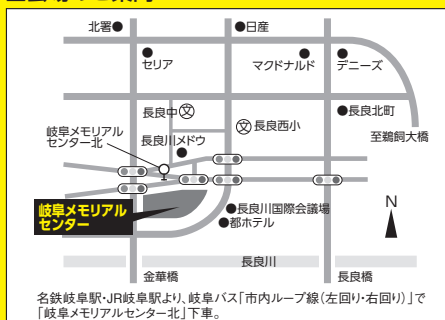 北署
日産
セリア
マクドナルド
デニーズ
長良中
文
文
長良西小
長良北町
岐阜メモリアル
センター北
長良川メドウ
至鵜飼大橋
岐阜メモリアル
センター
長良川国際会議場
都ホテル
N
長良川
金華橋
長良橋
名鉄岐阜駅・JR岐阜駅より、岐阜バス「市内ループ線(左回り・右回り)」で
「岐阜メモリアルセンター北」下車。